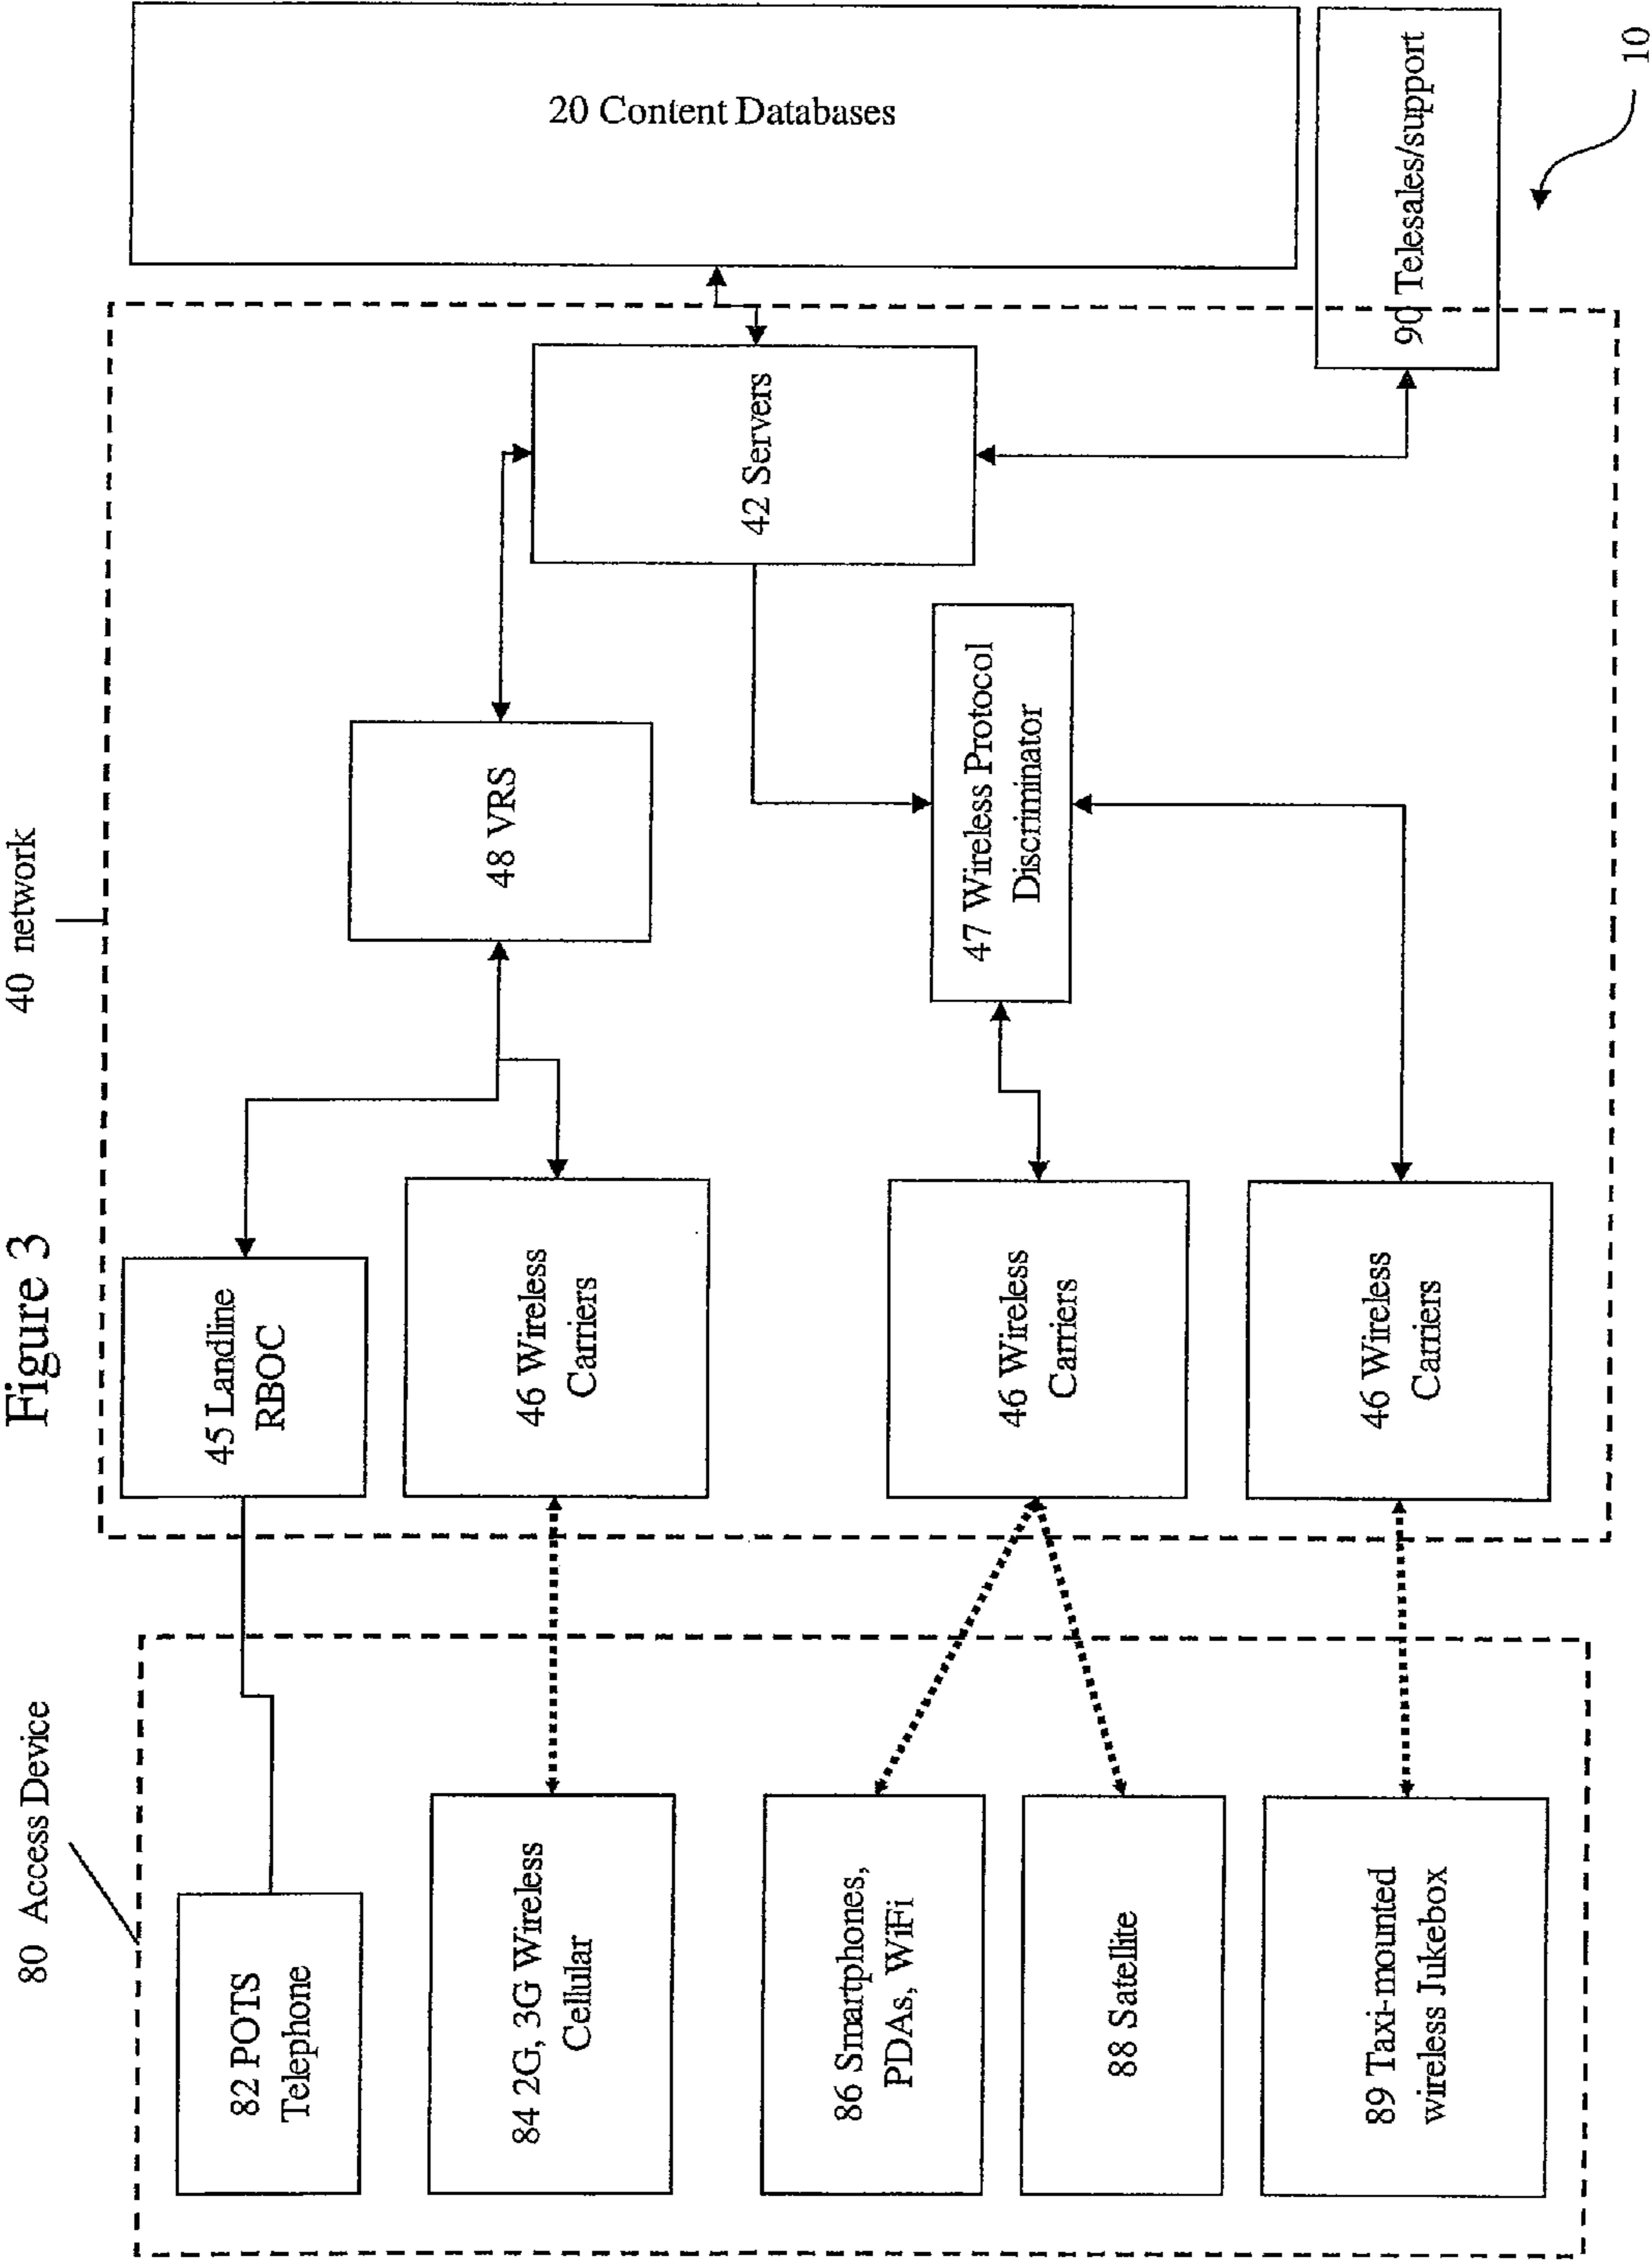 Figure 3
80 Access Device
40 network
82 POTS
Telephone
84 2G, 3G Wireless
Cellular
86 Smartphones,
PDAs, WiFi
88 Satellite
89 Taxi-mounted
wireless Jukebox
45 Landline
RBOC
46 Wireless
Carriers
46 Wireless
Carriers
46 Wireless
Carriers
48 VRS
47 Wireless Protocol
Discriminator
42 Servers
20 Content Databases
90 Telesales/support
10